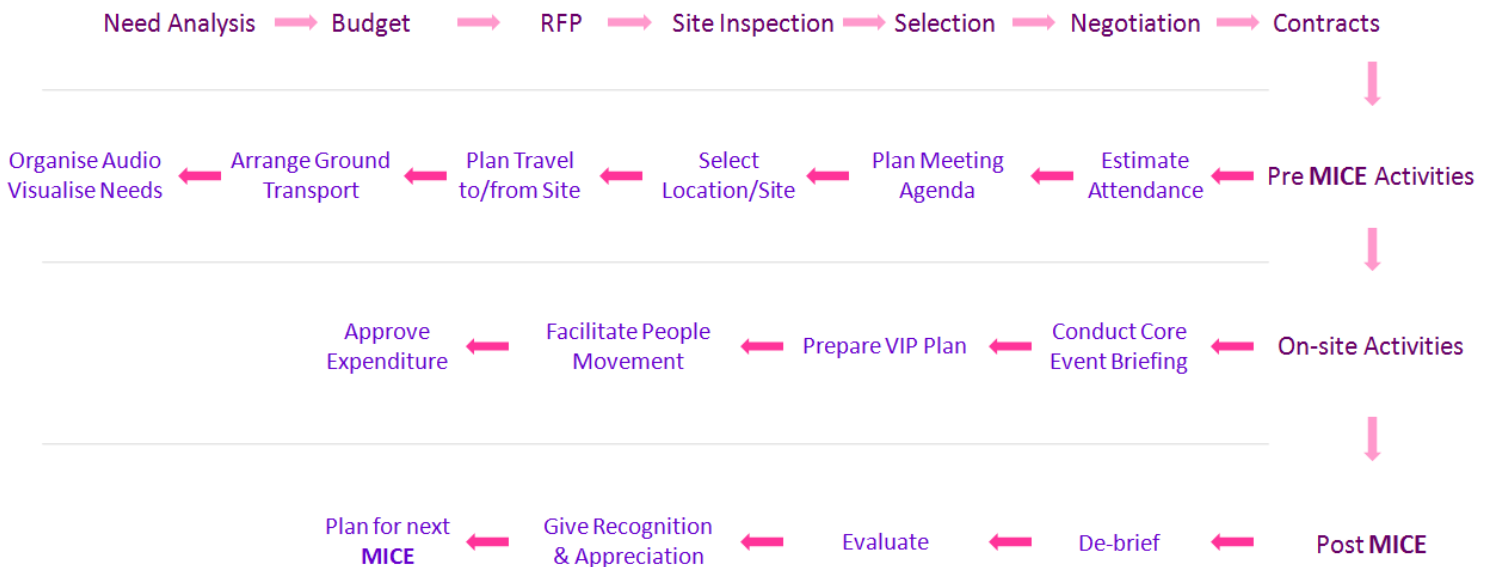 Need Analysis Budget RFP Site Inspection Selection Negotiation Contracts
Organise Audio
Visualise Needs
Arrange Ground
Transport
Plan Travel
to/from Site
Select
Location/Site
Plan Meeting
Agenda
Estimate
Attendance
Pre MICE Activities
Approve
Expenditure
Facilitate People
Movement
Prepare VIP Plan
Conduct Core
Event Briefing
On-site Activities
Plan for next
MICE
Give Recognition
& Appreciation
Evaluate
De-brief
Post MICE